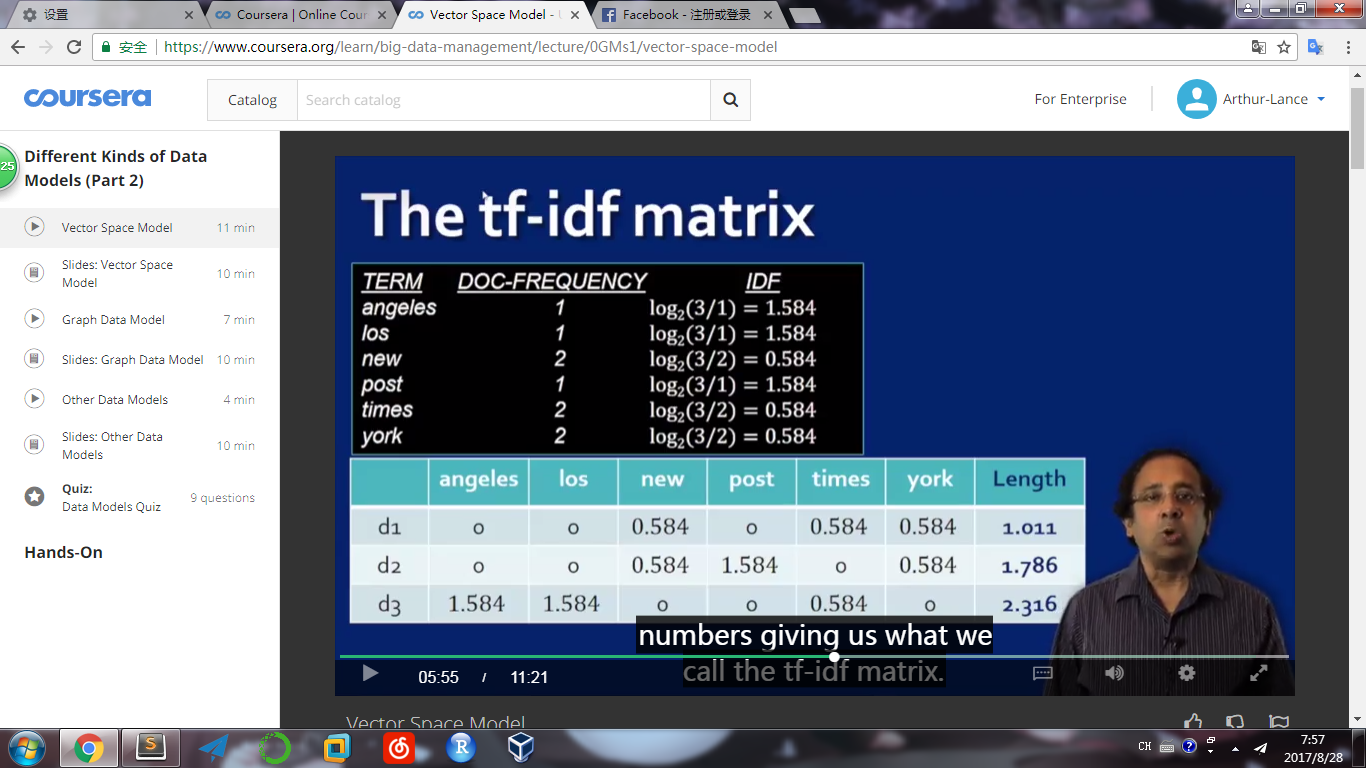 设置
Coursera | Online Cour
Vector Space Model -
Facebook - 注册或登录
安全 https://www.coursera.org/learn/big-data-management/lecture/0GMs1/vector-space-model
coursera
Catalog
Search catalog
For Enterprise
Arthur-Lance
25
Different Kinds of Data
Models (Part 2)
Vector Space Model 11 min
Slides: Vector Space
Model
10 min
Graph Data Model 7 min
Slides: Graph Data Model 10 min
Other Data Models 4 min
Slides: Other Data
Models
10 min
Quiz:
Data Models Quiz
9 questions
Hands-On
The tf-idf matrix
TERM DOC-FREQUENCY IDF
angeles 1 log₂(3/1) = 1.584
los 1 log₂(3/1) = 1.584
new 2 log₂(3/2) = 0.584
post 1 log₂(3/1) = 1.584
times 2 log₂(3/2) = 0.584
york 2 log₂(3/2) = 0.584
angeles los new post times york Length
d1 0 0 0.584 0 0.584 0.584 1.011
d2 0 0 0.584 1.584 0 0.584 1.786
d3 1.584 1.584 0 0 0.584 0 2.316
numbers giving us what we
call the tf-idf matrix.
05:55 / 11:21
Vector Space Model
CH
7:57
2017/8/28